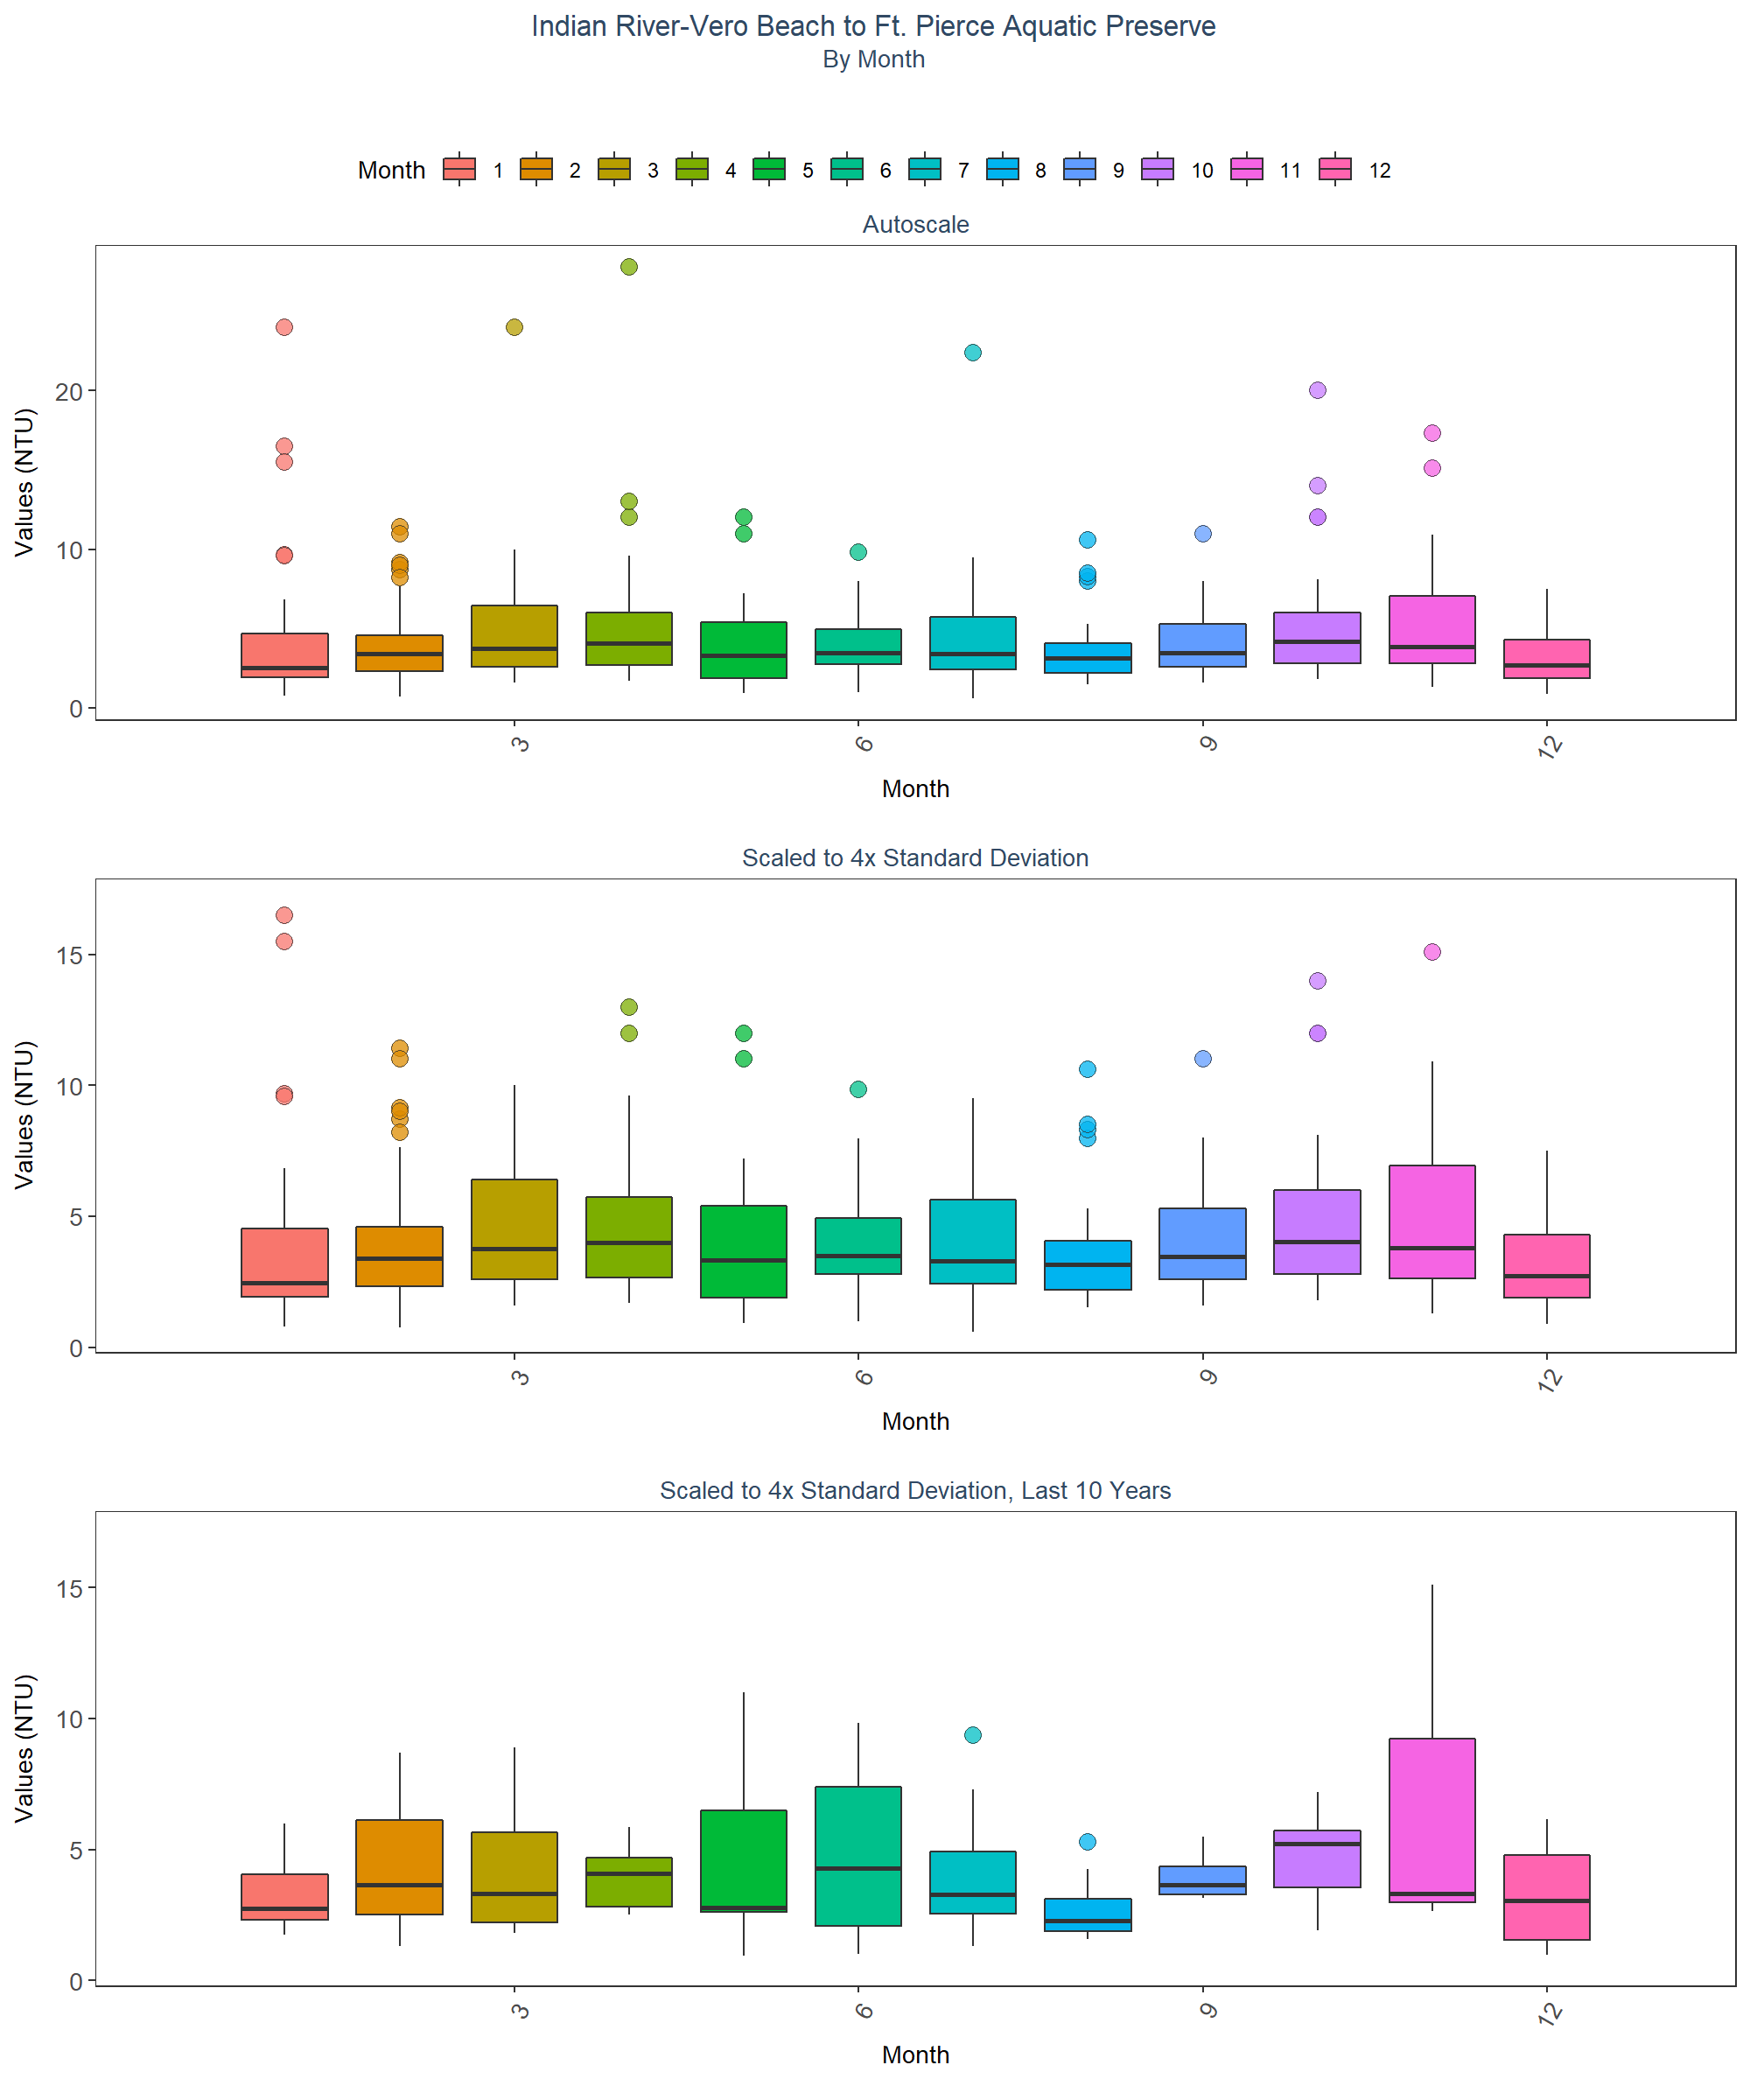 Indian River-Vero Beach to Ft. Pierce Aquatic Preserve
By Month
Month 1 2 3 4 5 6 7 8 9 10 11 12
Autoscale
Values (NTU)
20
10
0
3 6 9 12
Month
Scaled to 4x Standard Deviation
Values (NTU)
15
10
5
0
3 6 9 12
Month
Scaled to 4x Standard Deviation, Last 10 Years
Values (NTU)
15
10
5
0
3 6 9 12
Month